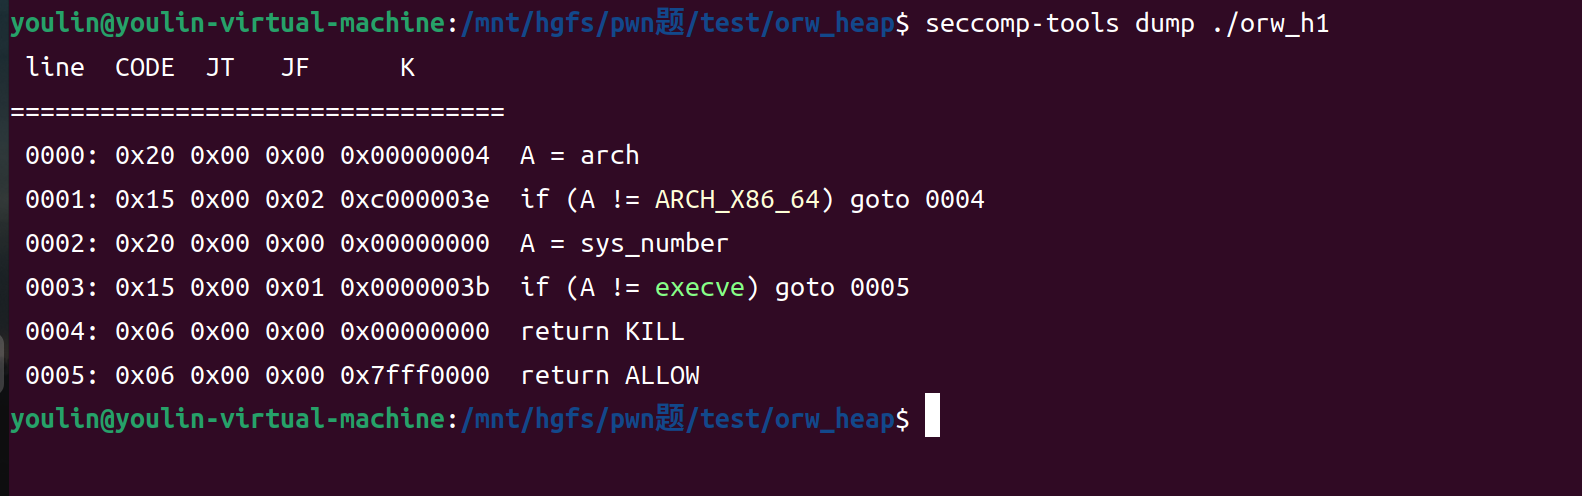 youlin@youlin-virtual-machine:/mnt/hgfs/pwn题/test/orw_heap$ seccomp-tools dump ./orw_h1
 line  CODE  JT   JF      K
=================================
 0000: 0x20 0x00 0x00 0x00000004  A = arch
 0001: 0x15 0x00 0x02 0xc000003e  if (A != ARCH_X86_64) goto 0004
 0002: 0x20 0x00 0x00 0x00000000  A = sys_number
 0003: 0x15 0x00 0x01 0x0000003b  if (A != execve) goto 0005
 0004: 0x06 0x00 0x00 0x00000000  return KILL
 0005: 0x06 0x00 0x00 0x7fff0000  return ALLOW
youlin@youlin-virtual-machine:/mnt/hgfs/pwn题/test/orw_heap$